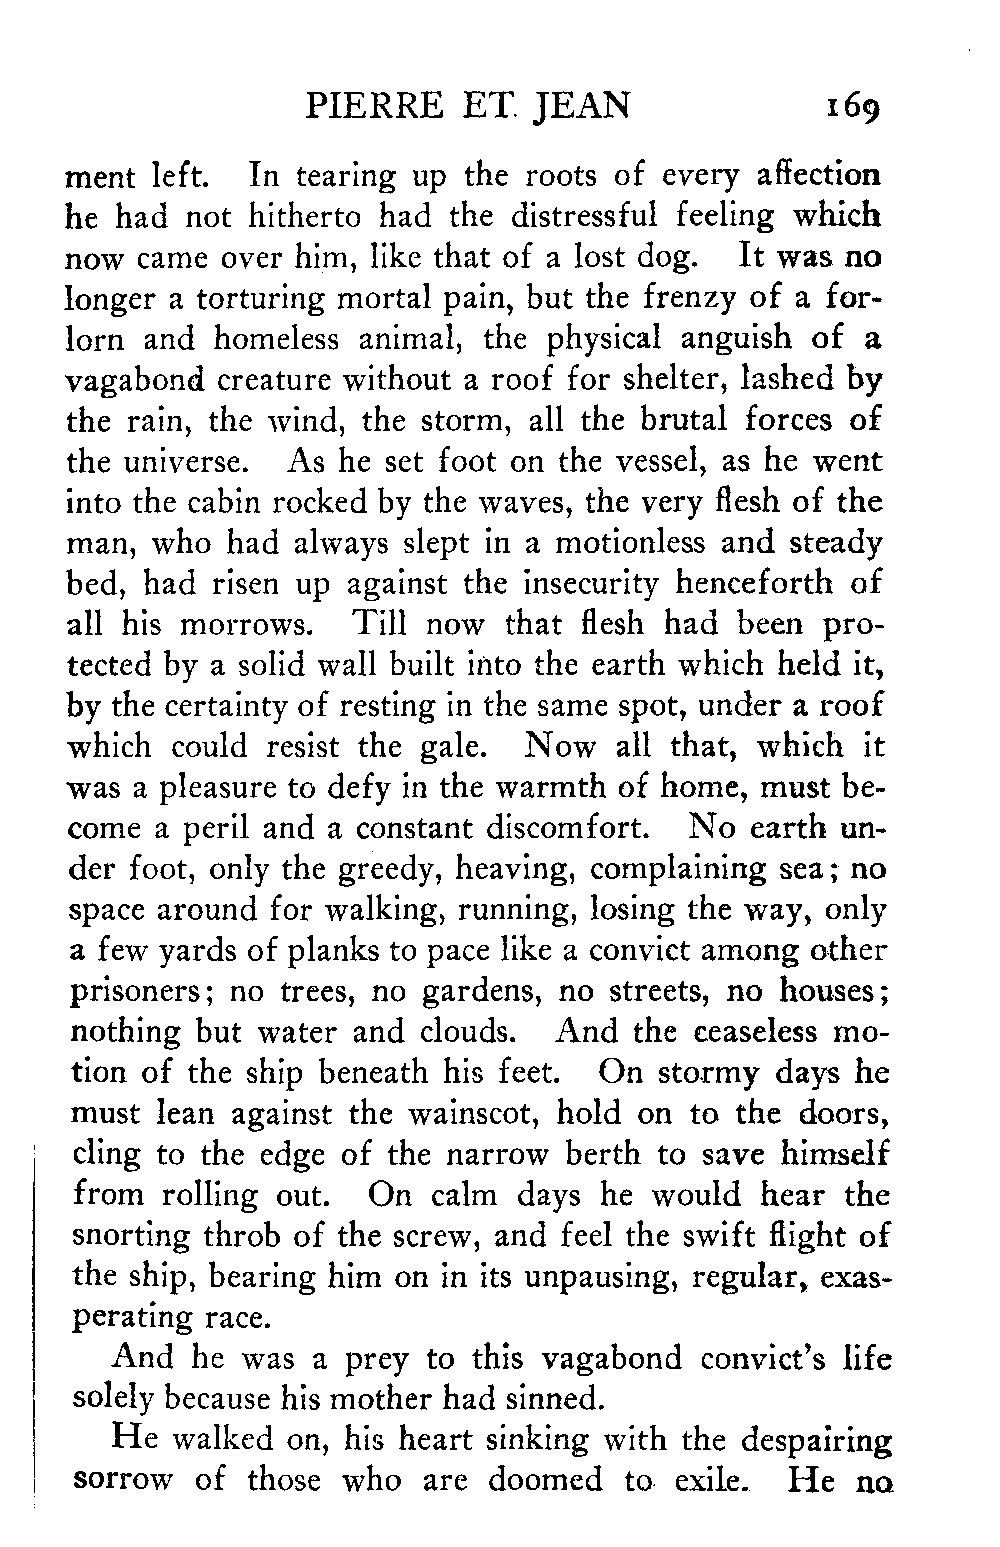 PIERRE ET JEAN 169
ment left. In tearing up the roots of every affection
he had not hitherto had the distressful feeling which
now came over him, like that of a lost dog. It was no
longer a torturing mortal pain, but the frenzy of a for-
lorn and homeless animal, the physical anguish of a
vagabond creature without a roof for shelter, lashed by
the rain, the wind, the storm, all the brutal forces of
the universe. As he set foot on the vessel, as he went
into the cabin rocked by the waves, the very flesh of the
man, who had always slept in a motionless and steady
bed, had risen up against the insecurity henceforth of
all his morrows. Till now that flesh had been pro-
tected by a solid wall built into the earth which held it,
by the certainty of resting in the same spot, under a roof
which could resist the gale. Now all that, which it
was a pleasure to defy in the warmth of home, must be-
come a peril and a constant discomfort. No earth un-
der foot, only the greedy, heaving, complaining sea; no
space around for walking, running, losing the way, only
a few yards of planks to pace like a convict among other
prisoners; no trees, no gardens, no streets, no houses;
nothing but water and clouds. And the ceaseless mo-
tion of the ship beneath his feet. On stormy days he
must lean against the wainscot, hold on to the doors,
cling to the edge of the narrow berth to save himself
from rolling out. On calm days he would hear the
snorting throb of the screw, and feel the swift flight of
the ship, bearing him on in its unpausing, regular, exas-
perating race.
And he was a prey to this vagabond convict's life
solely because his mother had sinned.
He walked on, his heart sinking with the despairing
sorrow of those who are doomed to exile. He no